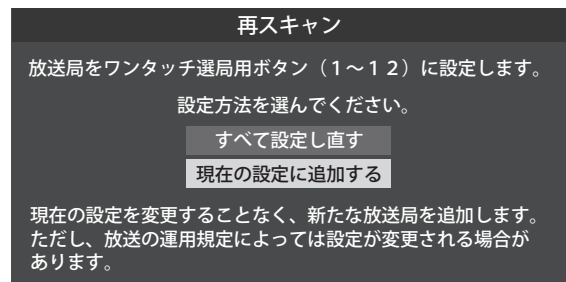 再スキャン
放送局をワンタッチ選局用ボタン（１～１２）に設定します。
設定方法を選んでください。
すべて設定し直す
現在の設定に追加する
現在の設定を変更することなく、新たな放送局を追加します。
ただし、放送の運用規定によっては設定が変更される場合が
あります。